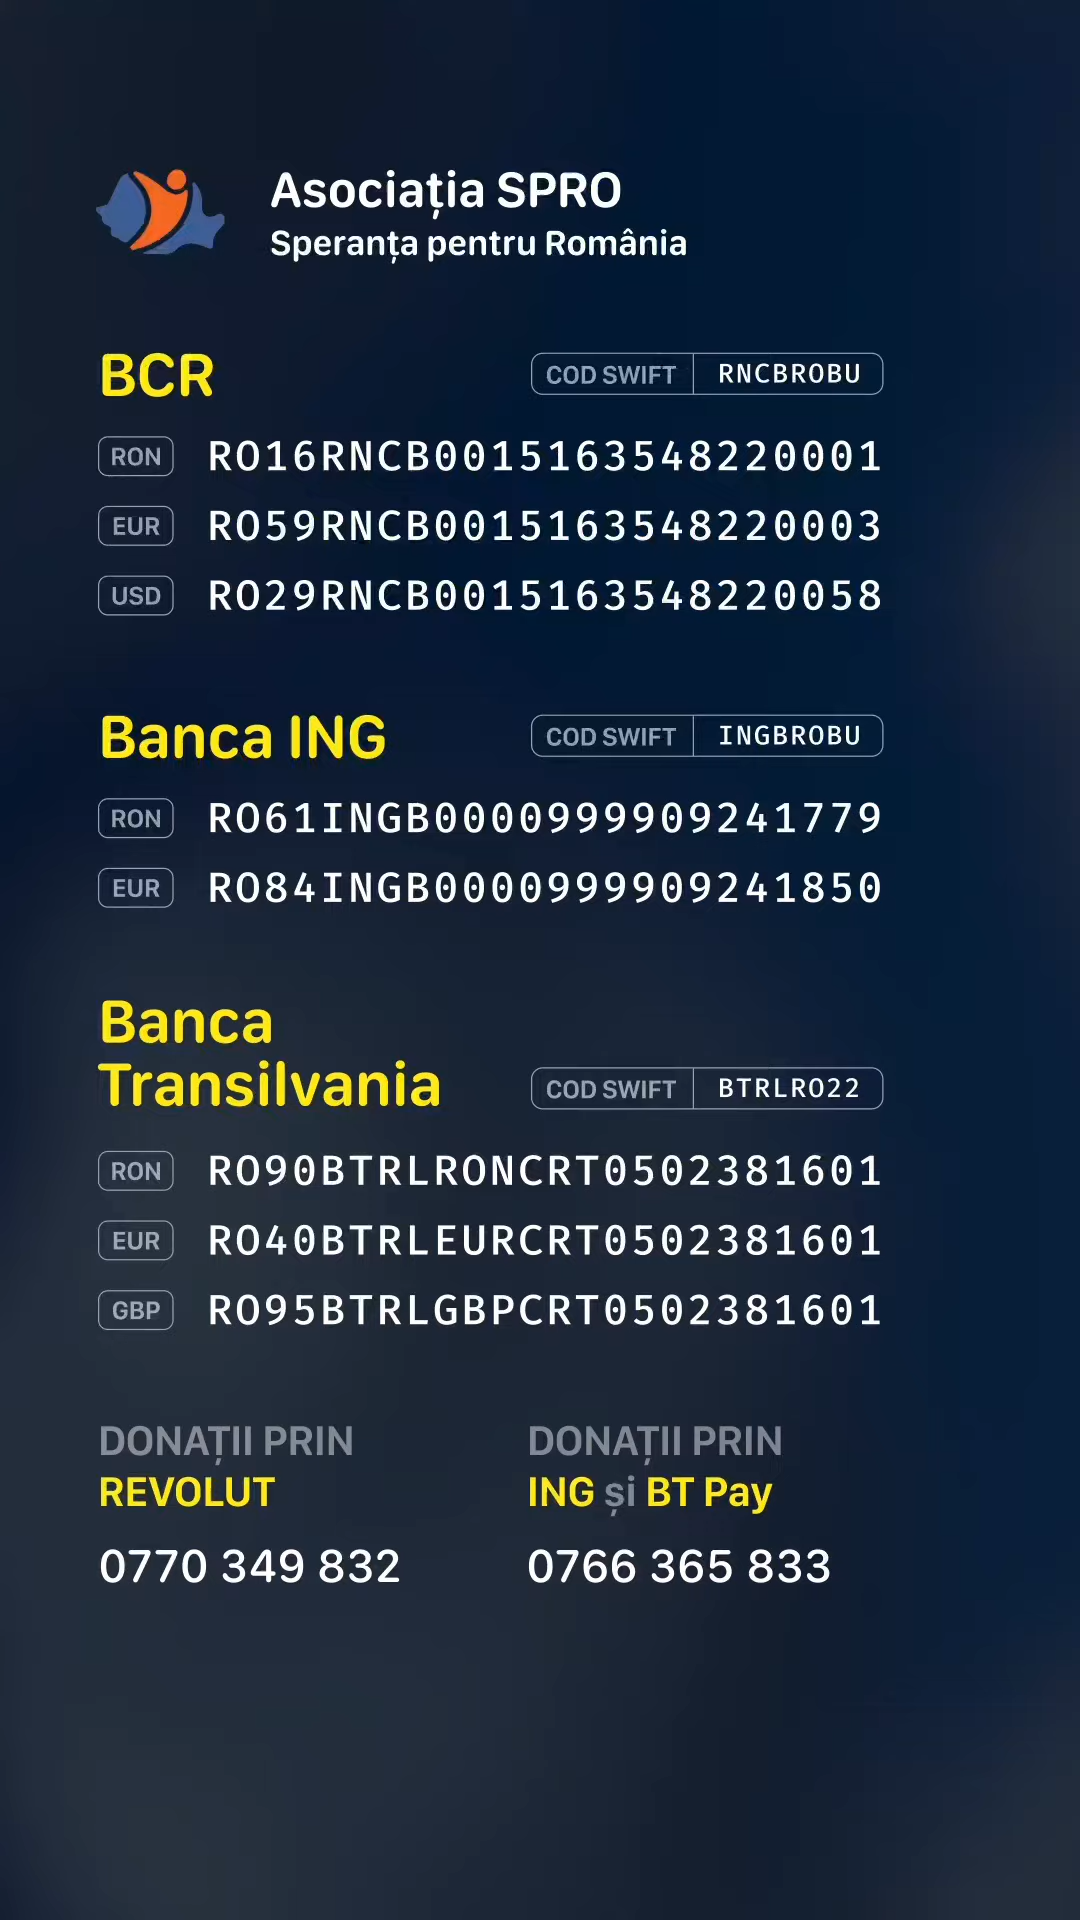 Asociația SPRO
Speranța pentru România
BCR
COD SWIFT RNCBROBU
RON RO16RNCB0015163548220001
EUR RO59RNCB0015163548220003
USD RO29RNCB0015163548220058
Banca ING
COD SWIFT INGBROBU
RON RO61INGB0000999909241779
EUR RO84INGB0000999909241850
Banca
Transilvania
COD SWIFT BTRLRO22
RON RO90BTRLRONCRT0502381601
EUR RO40BTRLEURCRT0502381601
GBP RO95BTRLGBPCRT0502381601
DONAȚII PRIN
REVOLUT
0770 349 832
DONAȚII PRIN
ING și BT Pay
0766 365 833